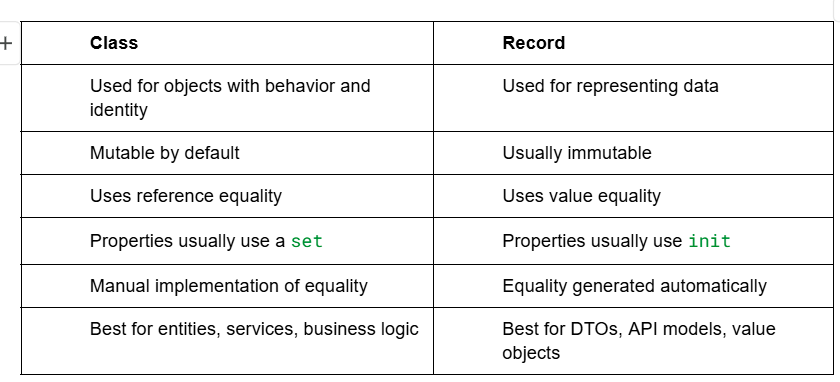 Class
Record
Used for objects with behavior and
identity
Used for representing data
Mutable by default
Usually immutable
Uses reference equality
Uses value equality
Properties usually use a set
Properties usually use init
Manual implementation of equality
Equality generated automatically
Best for entities, services, business logic
Best for DTOs, API models, value
objects